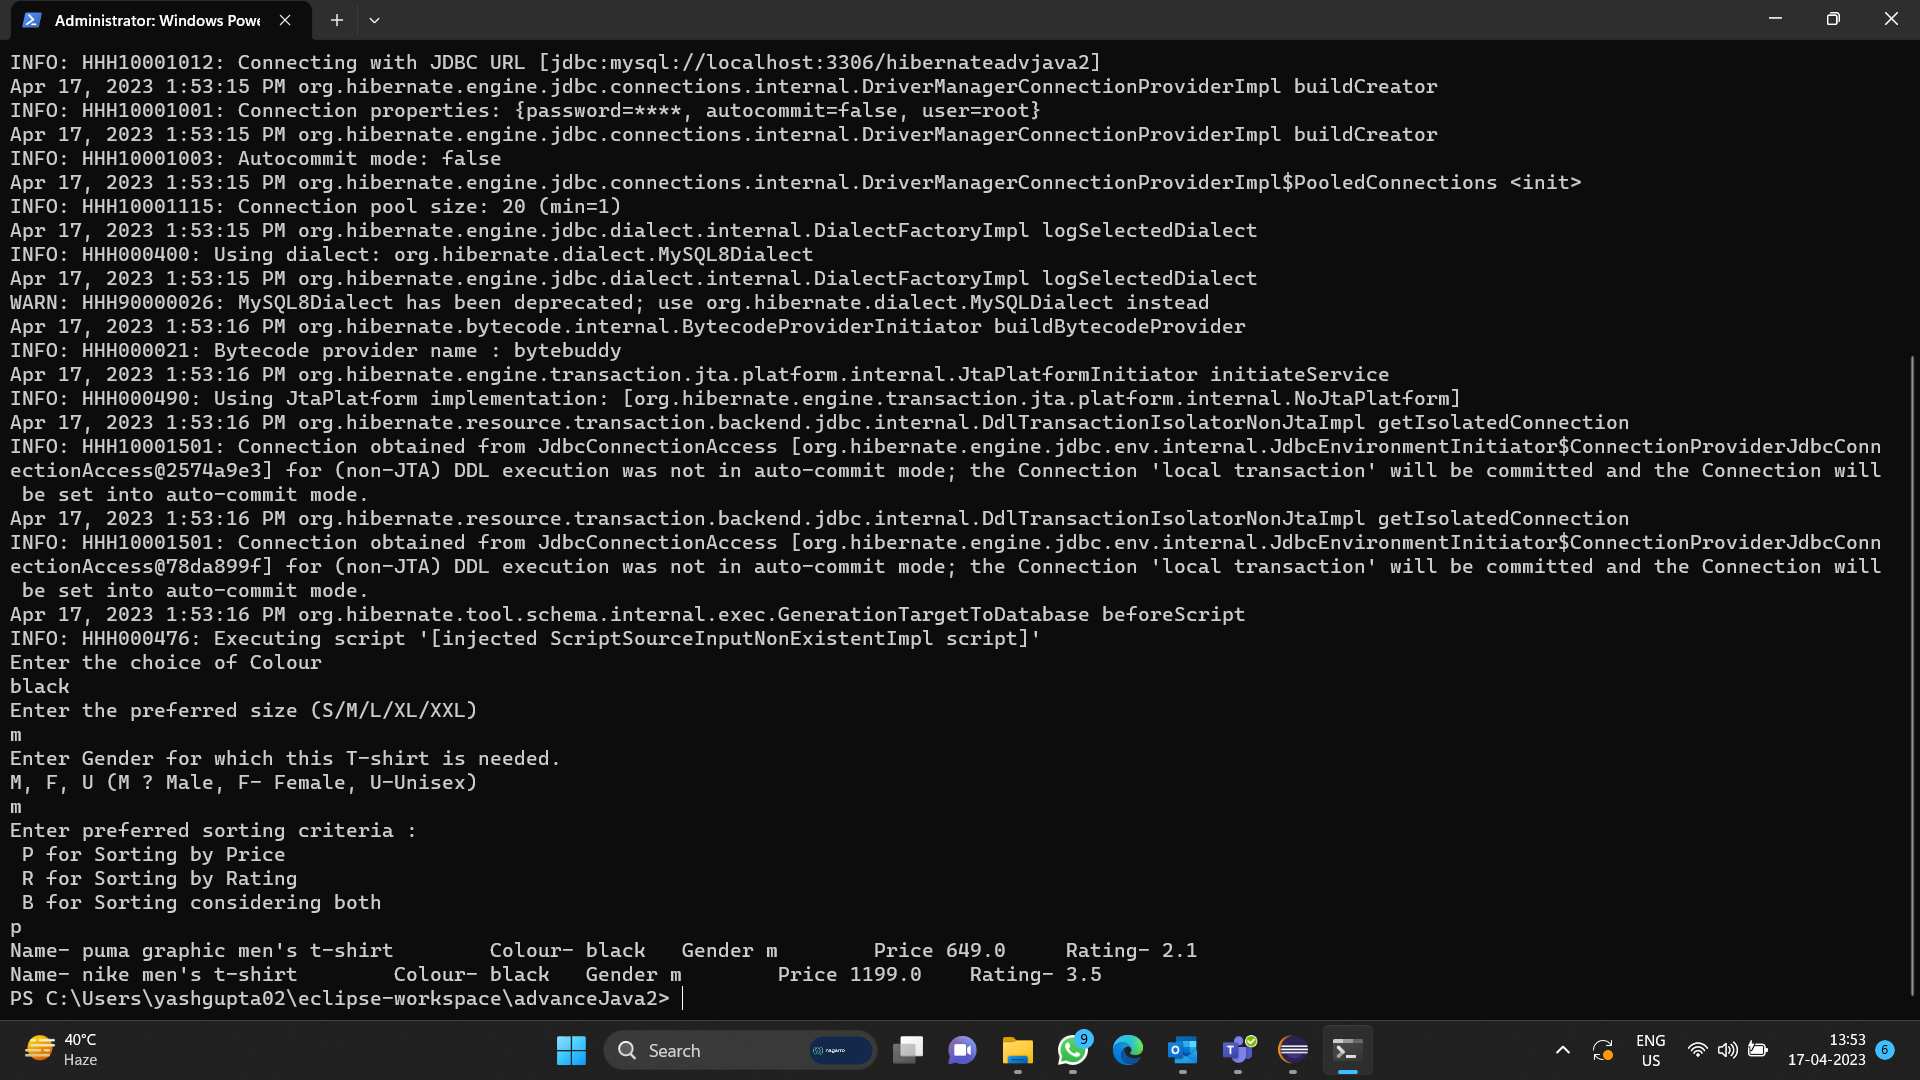 Administrator: Windows Powe
INFO: HHH10001012: Connecting with JDBC URL [jdbc:mysql://localhost:3306/hibernateadvjava2]
Apr 17, 2023 1:53:15 PM org.hibernate.engine.jdbc.connections.internal.DriverManagerConnectionProviderImpl buildCreator
INFO: HHH10001001: Connection properties: {password=****, autocommit=false, user=root}
Apr 17, 2023 1:53:15 PM org.hibernate.engine.jdbc.connections.internal.DriverManagerConnectionProviderImpl buildCreator
INFO: HHH10001003: Autocommit mode: false
Apr 17, 2023 1:53:15 PM org.hibernate.engine.jdbc.connections.internal.DriverManagerConnectionProviderImpl$PooledConnections <init>
INFO: HHH10001115: Connection pool size: 20 (min=1)
Apr 17, 2023 1:53:15 PM org.hibernate.engine.jdbc.dialect.internal.DialectFactoryImpl logSelectedDialect
INFO: HHH000400: Using dialect: org.hibernate.dialect.MySQL8Dialect
Apr 17, 2023 1:53:15 PM org.hibernate.engine.jdbc.dialect.internal.DialectFactoryImpl logSelectedDialect
WARN: HHH90000026: MySQL8Dialect has been deprecated; use org.hibernate.dialect.MySQLDialect instead
Apr 17, 2023 1:53:16 PM org.hibernate.bytecode.internal.BytecodeProviderInitiator buildBytecodeProvider
INFO: HHH000021: Bytecode provider name : bytebuddy
Apr 17, 2023 1:53:16 PM org.hibernate.engine.transaction.jta.platform.internal.JtaPlatformInitiator initiateService
INFO: HHH000490: Using JtaPlatform implementation: [org.hibernate.engine.transaction.jta.platform.internal.NoJtaPlatform]
Apr 17, 2023 1:53:16 PM org.hibernate.resource.transaction.backend.jdbc.internal.DdlTransactionIsolatorNonJtaImpl getIsolatedConnection
INFO: HHH10001501: Connection obtained from JdbcConnectionAccess [org.hibernate.engine.jdbc.env.internal.JdbcEnvironmentInitiator$ConnectionProviderJdbcConn
ectionAccess@2574a9e3] for (non-JTA) DDL execution was not in auto-commit mode; the Connection 'local transaction' will be committed and the Connection will
be set into auto-commit mode.
Apr 17, 2023 1:53:16 PM org.hibernate.resource.transaction.backend.jdbc.internal.DdlTransactionIsolatorNonJtaImpl getIsolatedConnection
INFO: HHH10001501: Connection obtained from JdbcConnectionAccess [org.hibernate.engine.jdbc.env.internal.JdbcEnvironmentInitiator$ConnectionProviderJdbcConn
ectionAccess@78da899f] for (non-JTA) DDL execution was not in auto-commit mode; the Connection 'local transaction' will be committed and the Connection will
be set into auto-commit mode.
Apr 17, 2023 1:53:16 PM org.hibernate.tool.schema.internal.exec.GenerationTargetToDatabase beforeScript
INFO: HHH000476: Executing script '[injected ScriptSourceInputNonExistentImpl script]'
Enter the choice of Colour
black
Enter the preferred size (S/M/L/XL/XXL)
m
Enter Gender for which this T-shirt is needed.
M, F, U (M ? Male, F- Female, U-Unisex)
m
Enter preferred sorting criteria :
P for Sorting by Price
R for Sorting by Rating
B for Sorting considering both
p
Name- puma graphic men's t-shirt Colour- black Gender m Price 649.0 Rating- 2.1
Name- nike men's t-shirt Colour- black Gender m Price 1199.0 Rating- 3.5
PS C:\Users\yashgupta02\eclipse-workspace\advanceJava2>
40°C
Haze
Search
nagarro
9
ENG
US
13:53
17-04-2023
6